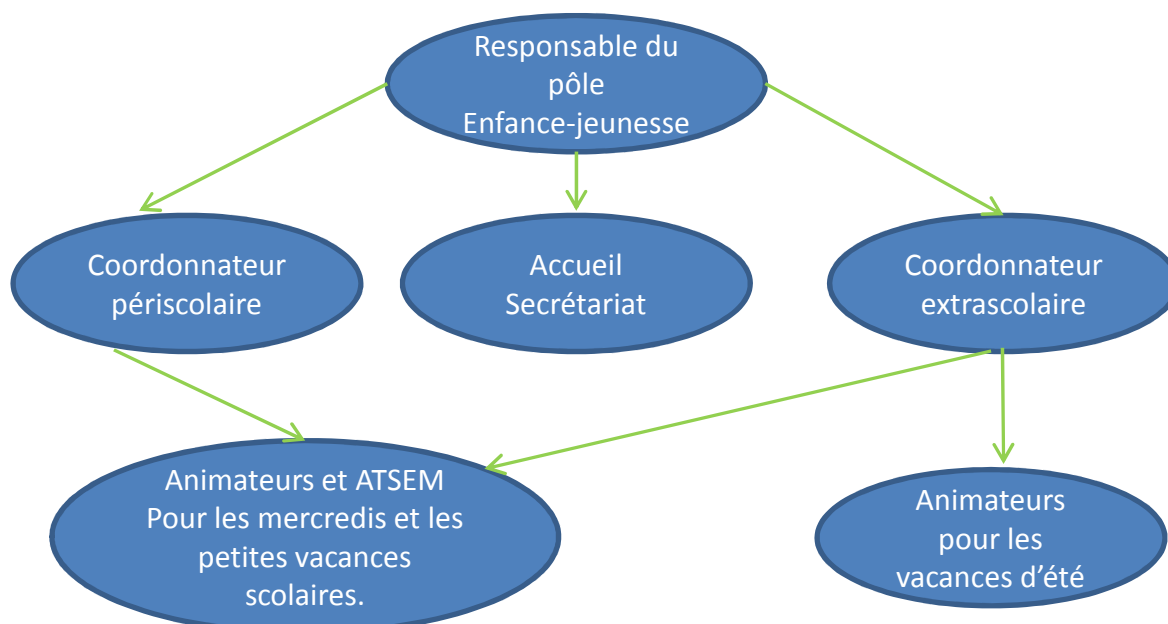 Responsable du
pôle
Enfance-jeunesse
Coordonnateur
périscolaire
Accueil
Secrétariat
Coordonnateur
extrascolaire
Animateurs et ATSEM
Pour les mercredis et les
petites vacances
scolaires.
Animateurs
pour les
vacances d’été